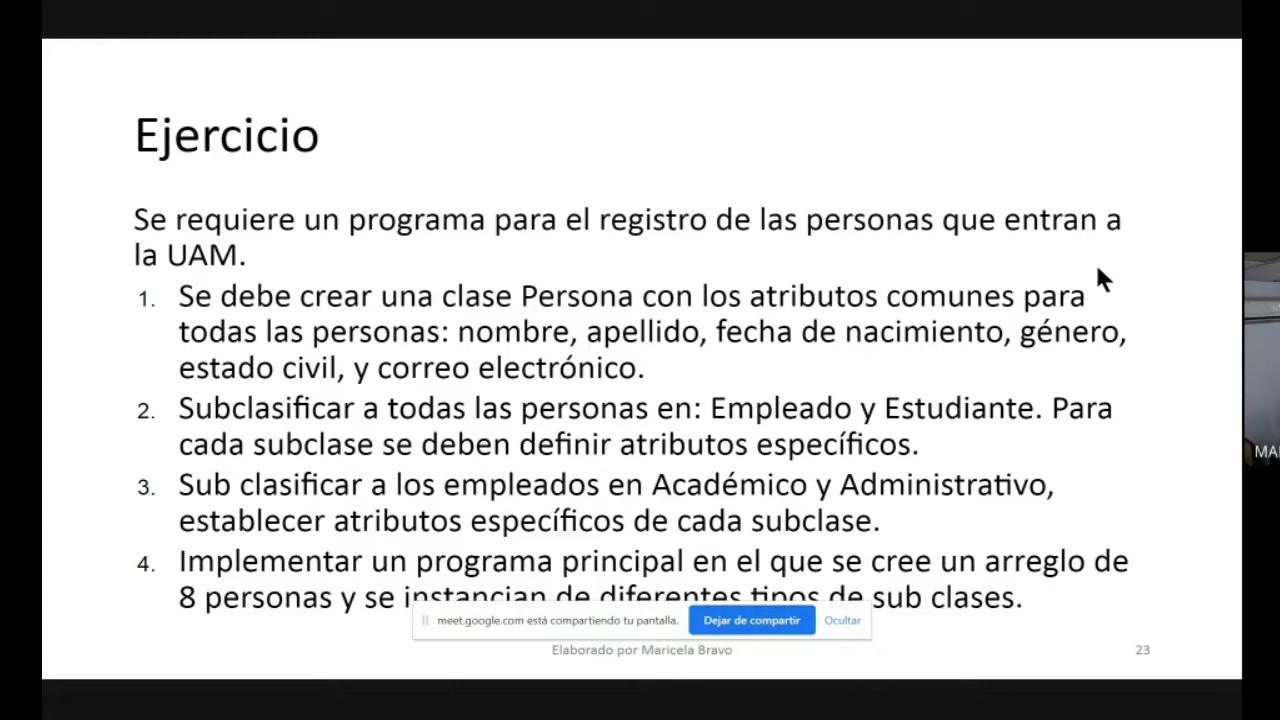 Ejercicio
Se requiere un programa para el registro de las personas que entran a
la UAM.
1. Se debe crear una clase Persona con los atributos comunes para
todas las personas: nombre, apellido, fecha de nacimiento, género,
estado civil, y correo electrónico.
2. Subclasificar a todas las personas en: Empleado y Estudiante. Para
cada subclase se deben definir atributos específicos.
3. Sub clasificar a los empleados en Académico y Administrativo,
establecer atributos específicos de cada subclase.
4. Implementar un programa principal en el que se cree un arreglo de
8 personas y se instancian de diferentes tipos de sub clases.
meet.google.com está compartiendo tu pantalla. Dejar de compartir Ocultar
Elaborado por Maricela Bravo 23